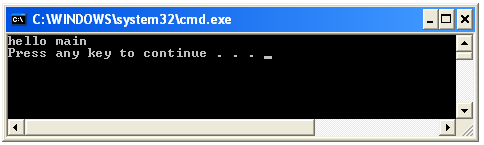 C:\WINDOWS\system32\cmd.exe
hello main
Press any key to continue . . . _